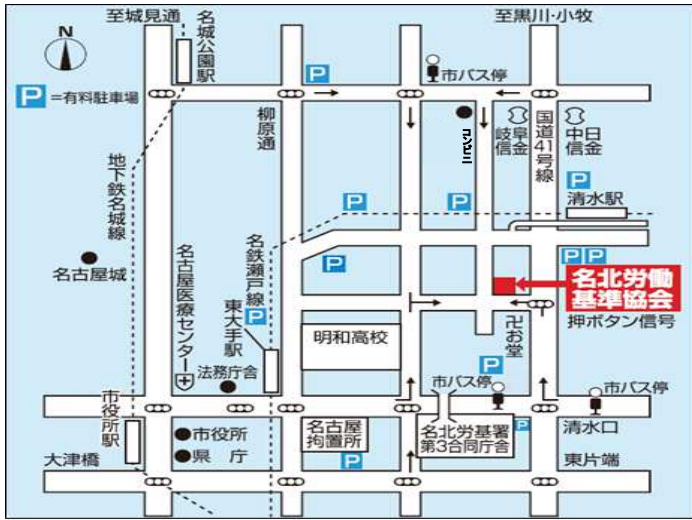 至城見通
至黒川・小牧
N
名城公園駅
P
市バス停
P=有料駐車場
柳原通
コンビニ
岐阜
信金
国道41号線
中日
信金
地下鉄名城線
P
清水駅
P
P
名古屋城
名古屋医療センター
名鉄瀬戸線
P
P P
名北労働
基準協会
東大手駅
P
押ボタン信号
明和高校
卍お堂
法務庁舎
P
市バス停
市バス停
市役所駅
市役所
県庁
名古屋
拘置所
名北労基署
第3合同庁舎
P
清水口
大津橋
P
東片端